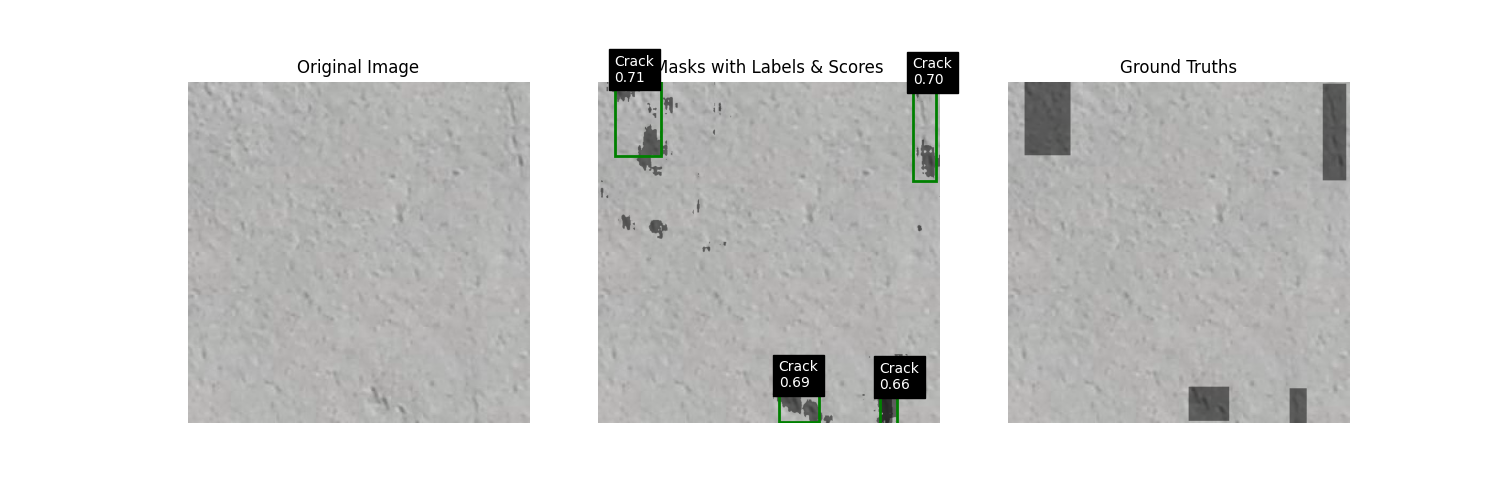 Original Image
Masks with Labels & Scores
Ground Truths
Crack
0.71
Crack
0.70
Crack
0.69
Crack
0.66